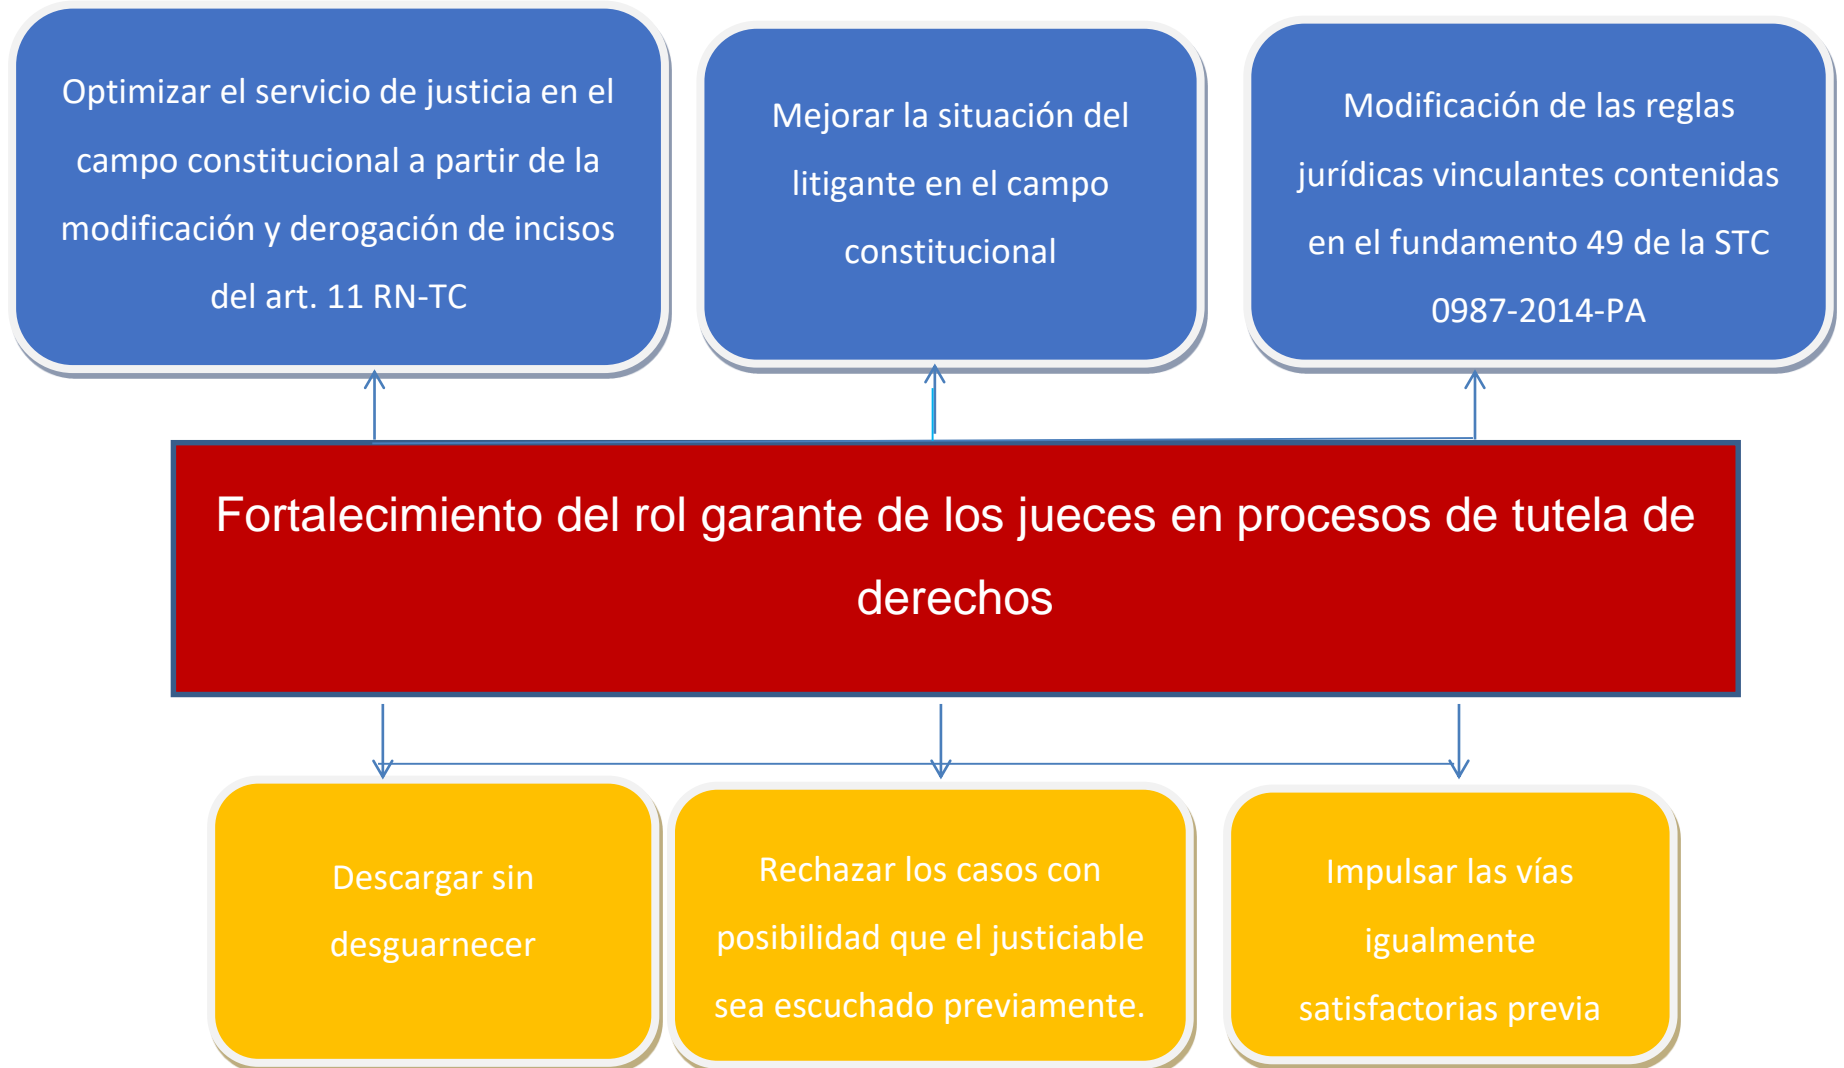 Optimizar el servicio de justicia en el
campo constitucional a partir de la
modificación y derogación de incisos
del art. 11 RN-TC
Mejorar la situación del
litigante en el campo
constitucional
Modificación de las reglas
jurídicas vinculantes contenidas
en el fundamento 49 de la STC
0987-2014-PA
Fortalecimiento del rol garante de los jueces en procesos de tutela de
derechos
Descargar sin
desguarnecer
Rechazar los casos con
posibilidad que el justiciable
sea escuchado previamente.
Impulsar las vías
igualmente
satisfactorias previa